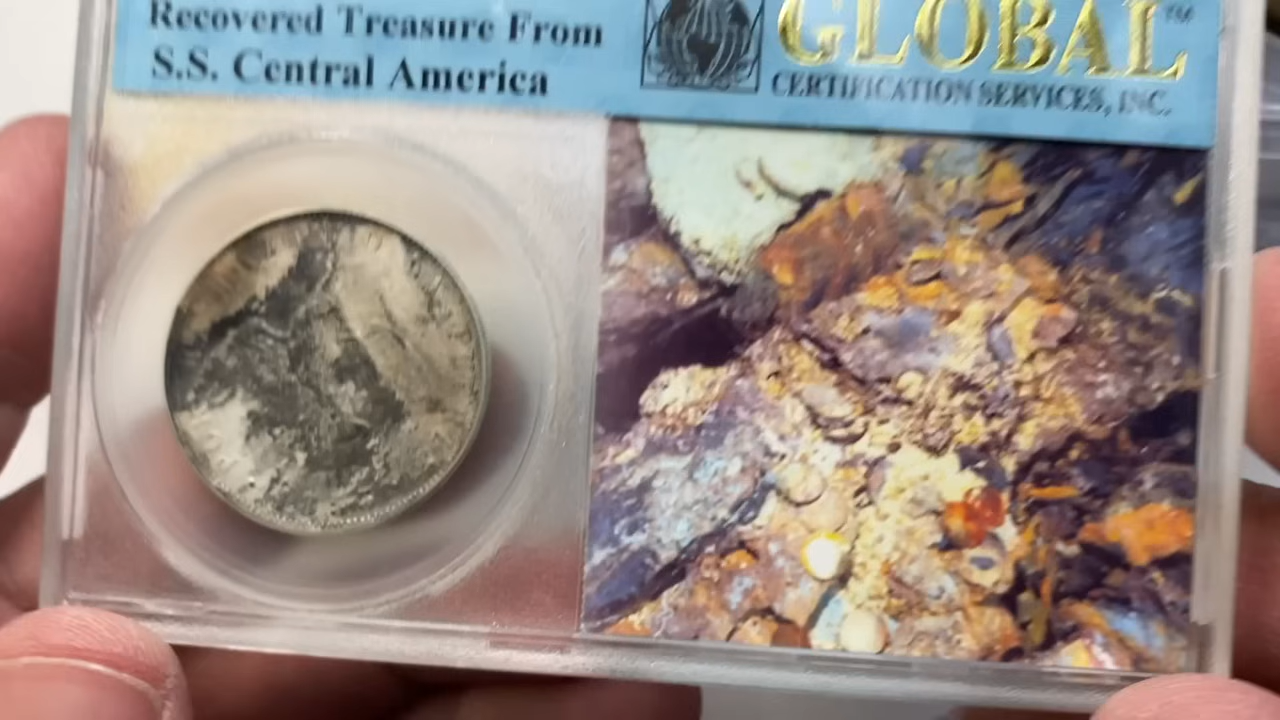 Recovered Treasure From
S.S. Central America
GLOBAL™
CERTIFICATION SERVICES, INC.